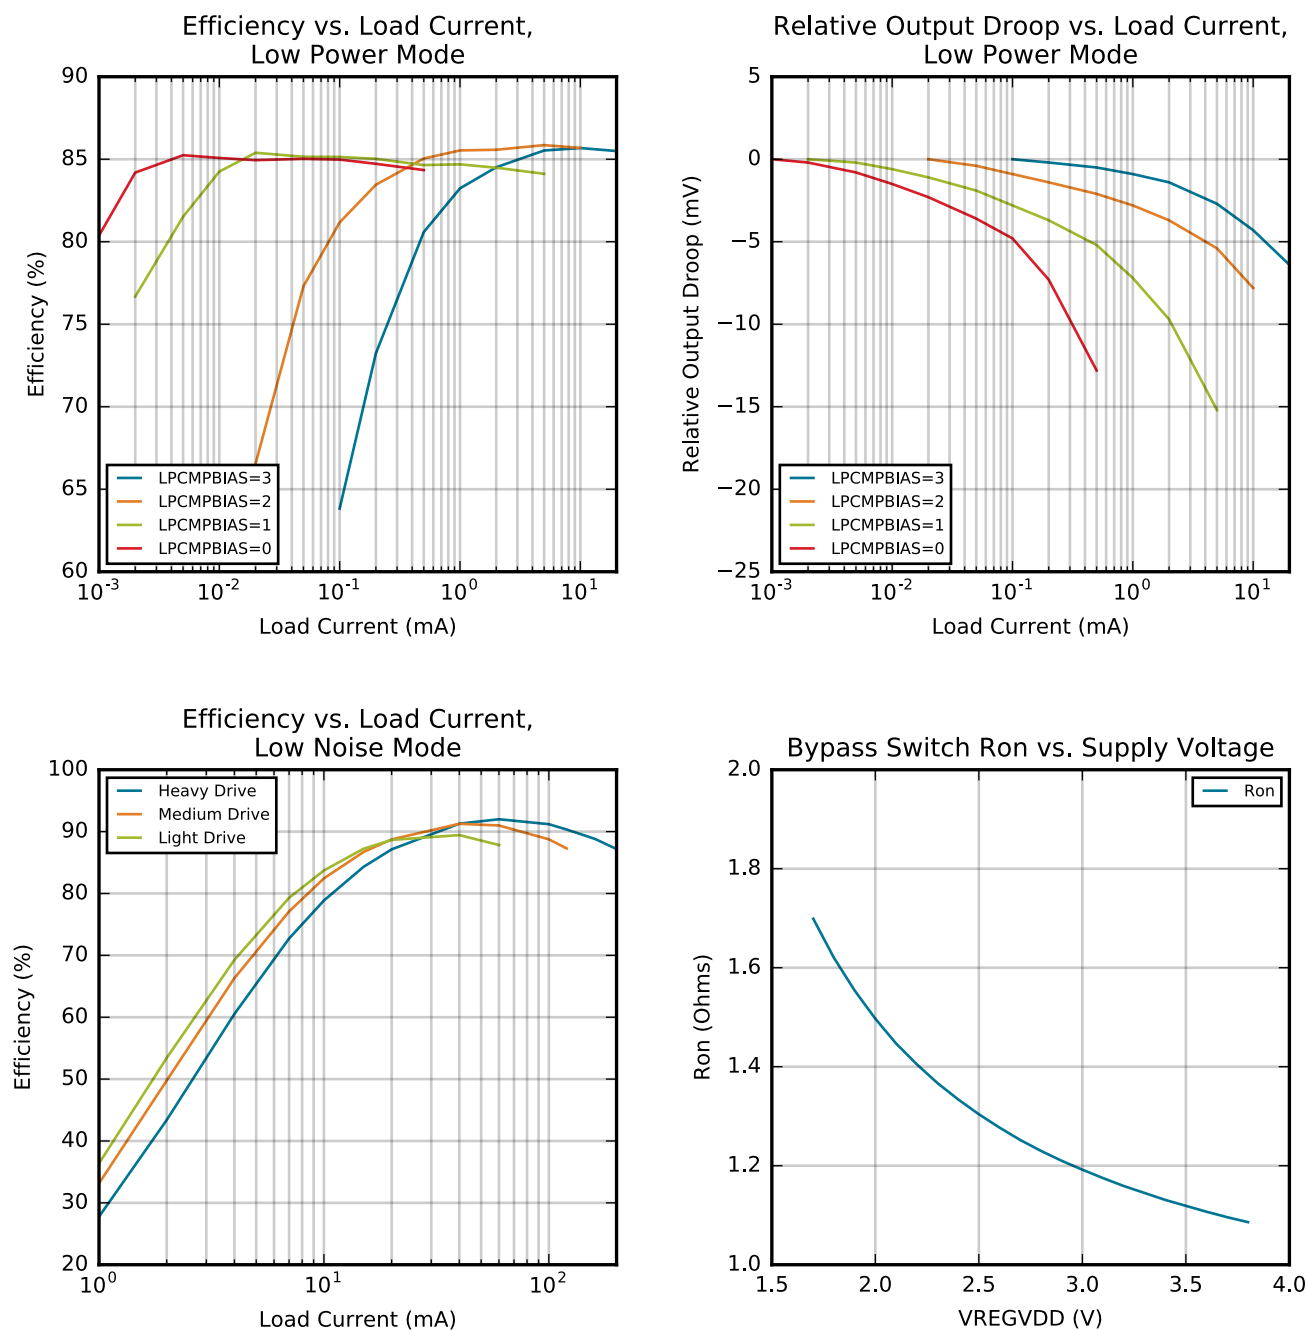 Efficiency vs. Load Current,
Low Power Mode
90
85
80
75
70
65
60
Efficiency (%)
LPCMPBIAS=3
LPCMPBIAS=2
LPCMPBIAS=1
LPCMPBIAS=0
10⁻³ 10⁻² 10⁻¹ 10⁰ 10¹
Load Current (mA)
Relative Output Droop vs. Load Current,
Low Power Mode
5
0
−5
−10
−15
−20
−25
Relative Output Droop (mV)
LPCMPBIAS=3
LPCMPBIAS=2
LPCMPBIAS=1
LPCMPBIAS=0
10⁻³ 10⁻² 10⁻¹ 10⁰ 10¹
Load Current (mA)
Efficiency vs. Load Current,
Low Noise Mode
100
90
80
70
60
50
40
30
20
Efficiency (%)
Heavy Drive
Medium Drive
Light Drive
10⁰ 10¹ 10²
Load Current (mA)
Bypass Switch Ron vs. Supply Voltage
2.0
1.8
1.6
1.4
1.2
1.0
Ron (Ohms)
Ron
1.5 2.0 2.5 3.0 3.5 4.0
VREGVDD (V)